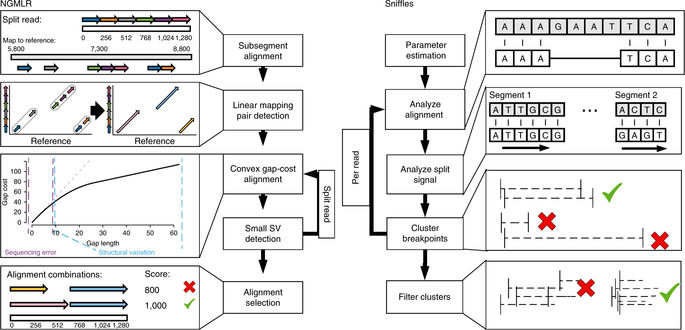 NGMLR
Split read:
0 256 512 768 1,024 1,280
Map to reference:
5,800 7,300 8,800
Subsegment
alignment
Reference
Reference
Linear mapping
pair detection
Gap cost
100
80
60
40
20
0
0 10 20 30 40 50 60
Gap length
Sequencing error
Structural variation
Convex gap-cost
alignment
Split read
Small SV
detection
Alignment combinations:
Score:
800
1,000
0 256 512 768 1,024 1,280
Alignment
selection
Sniffles
Parameter
estimation
A A A G A A T T C A
A A A T C A
Analyze
alignment
Per read
Segment 1
Segment 2
A T T G C G ... A C T C
A T T G C G G A G T
Analyze split
signal
Cluster
breakpoints
Filter clusters